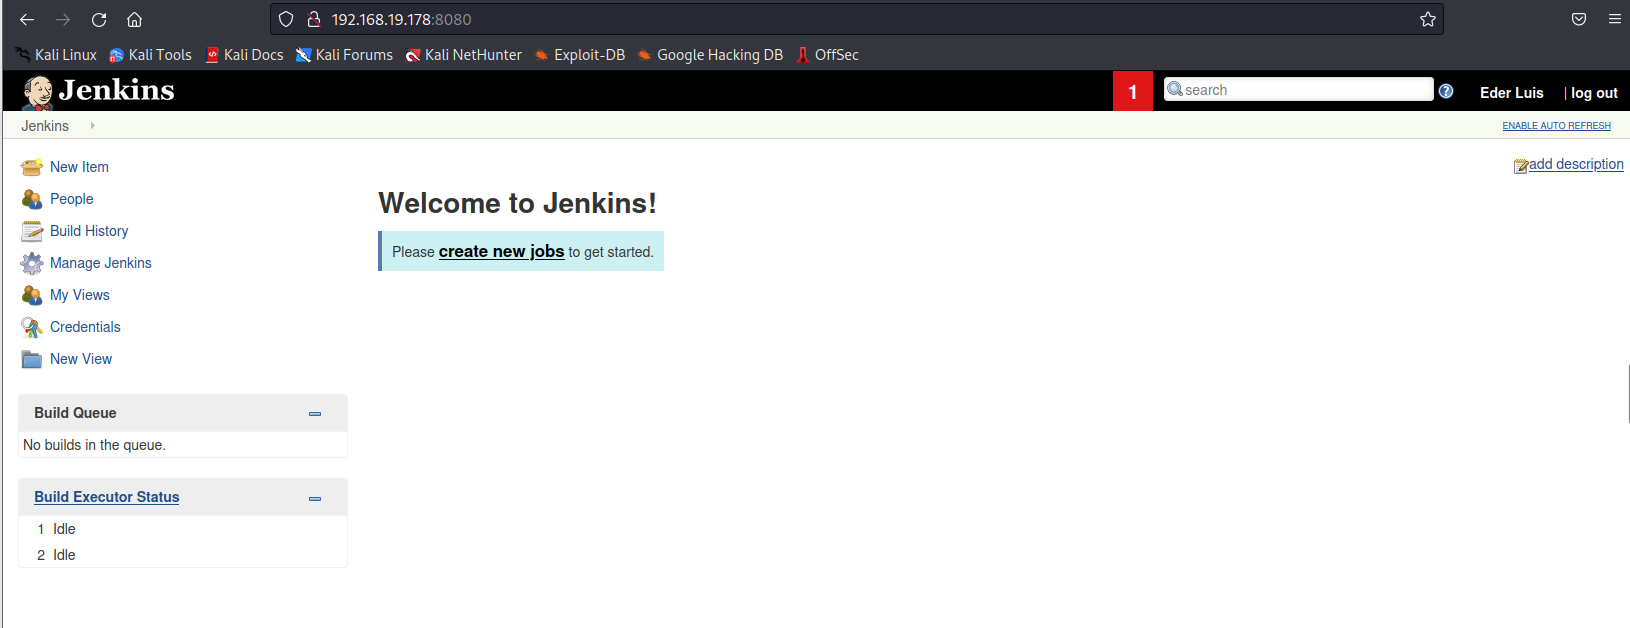 192.168.19.178:8080
Kali Linux Kali Tools Kali Docs Kali Forums Kali NetHunter Exploit-DB Google Hacking DB OffSec
Jenkins 1 search ? Eder Luis | log out
Jenkins ENABLE AUTO REFRESH
New Item
People
Build History
Manage Jenkins
My Views
Credentials
New View
Build Queue
No builds in the queue.
Build Executor Status
1 Idle
2 Idle
add description
Welcome to Jenkins!
Please create new jobs to get started.